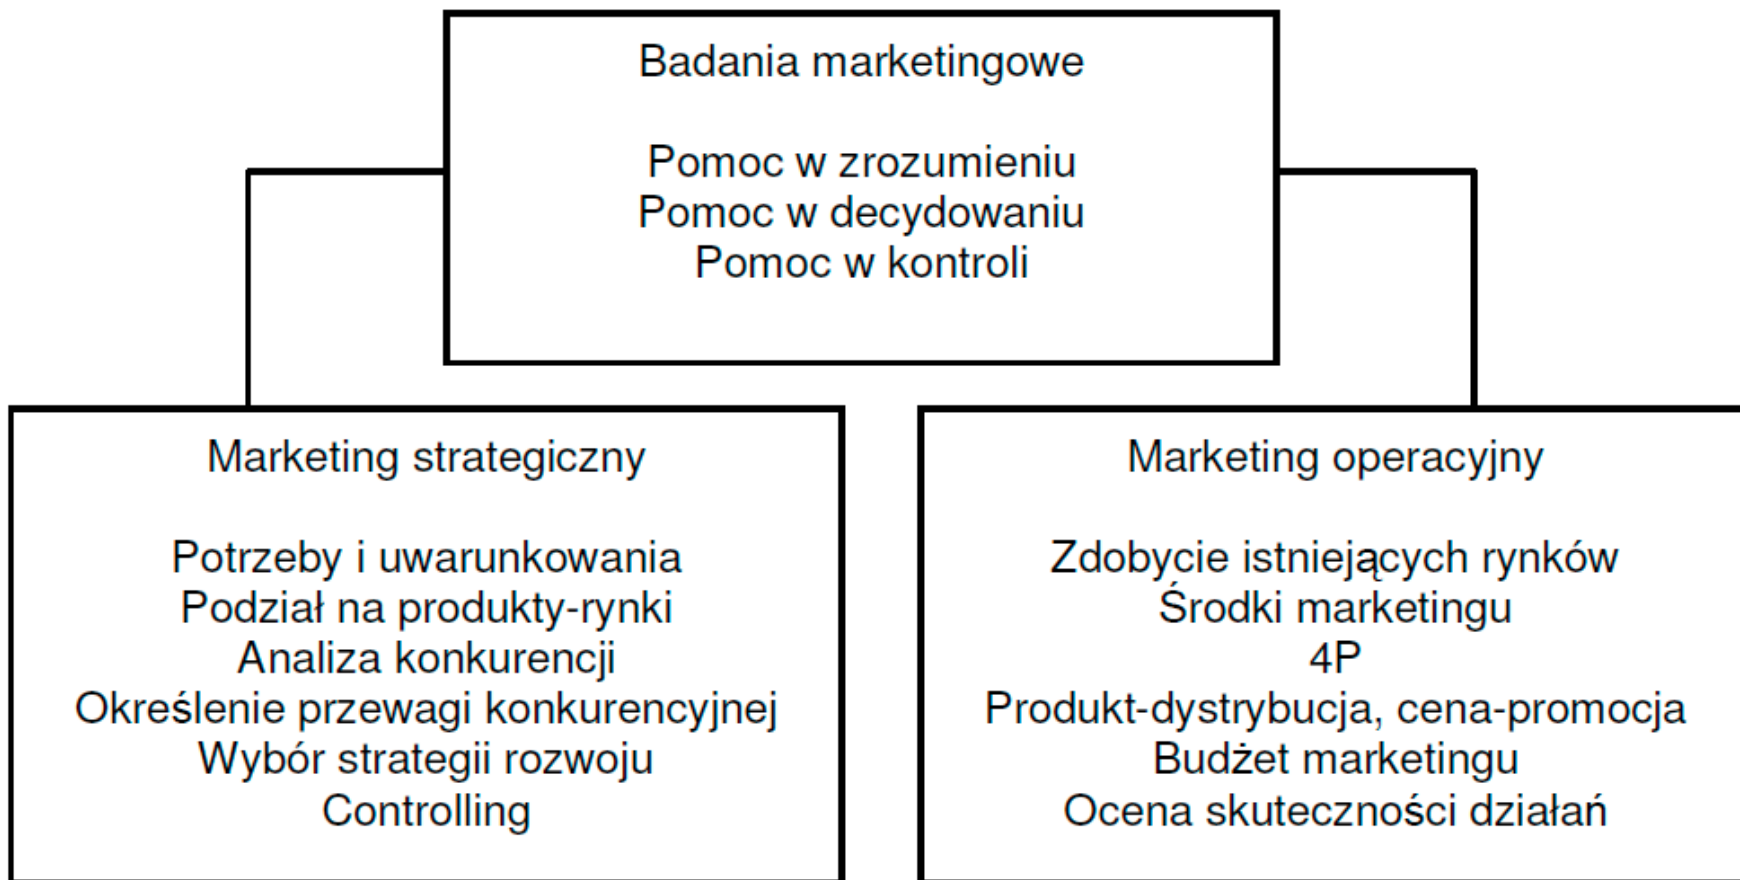 Badania marketingowe
Pomoc w zrozumieniu
Pomoc w decydowaniu
Pomoc w kontroli
Marketing strategiczny
Potrzeby i uwarunkowania
Podział na produkty-rynki
Analiza konkurencji
Określenie przewagi konkurencyjnej
Wybór strategii rozwoju
Controlling
Marketing operacyjny
Zdobycie istniejących rynków
Środki marketingu
4P
Produkt-dystrybucja, cena-promocja
Budżet marketingu
Ocena skuteczności działań